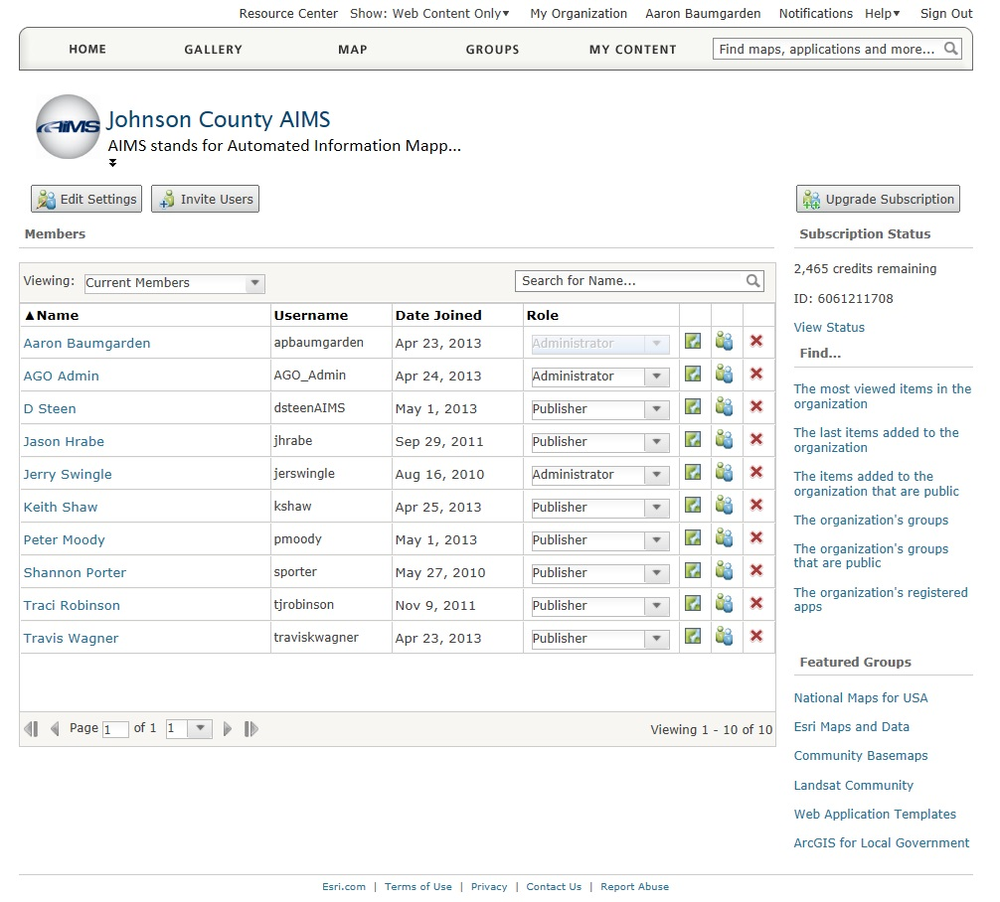 Resource Center Show: Web Content Only My Organization Aaron Baumgarden Notifications Help Sign Out
HOME GALLERY MAP GROUPS MY CONTENT Find maps, applications and more...
AIMS
Johnson County AIMS
AIMS stands for Automated Information Mapp...
Edit Settings Invite Users
Members
Viewing: Current Members Search for Name...
▲Name Username Date Joined Role
Aaron Baumgarden apbaumgarden Apr 23, 2013 Administrator
AGO Admin AGO_Admin Apr 24, 2013 Administrator
D Steen dsteenAIMS May 1, 2013 Publisher
Jason Hrabe jhrabe Sep 29, 2011 Publisher
Jerry Swingle jerswingle Aug 16, 2010 Administrator
Keith Shaw kshaw Apr 25, 2013 Publisher
Peter Moody pmoody May 1, 2013 Publisher
Shannon Porter sporter May 27, 2010 Publisher
Traci Robinson tjrobinson Nov 9, 2011 Publisher
Travis Wagner traviskwagner Apr 23, 2013 Publisher
Page 1 of 1 1 Viewing 1 - 10 of 10
Upgrade Subscription
Subscription Status
2,465 credits remaining
ID: 6061211708
View Status
Find...
The most viewed items in the
organization
The last items added to the
organization
The items added to the
organization that are public
The organization's groups
The organization's groups
that are public
The organization's registered
apps
Featured Groups
National Maps for USA
Esri Maps and Data
Community Basemaps
Landsat Community
Web Application Templates
ArcGIS for Local Government
Esri.com | Terms of Use | Privacy | Contact Us | Report Abuse